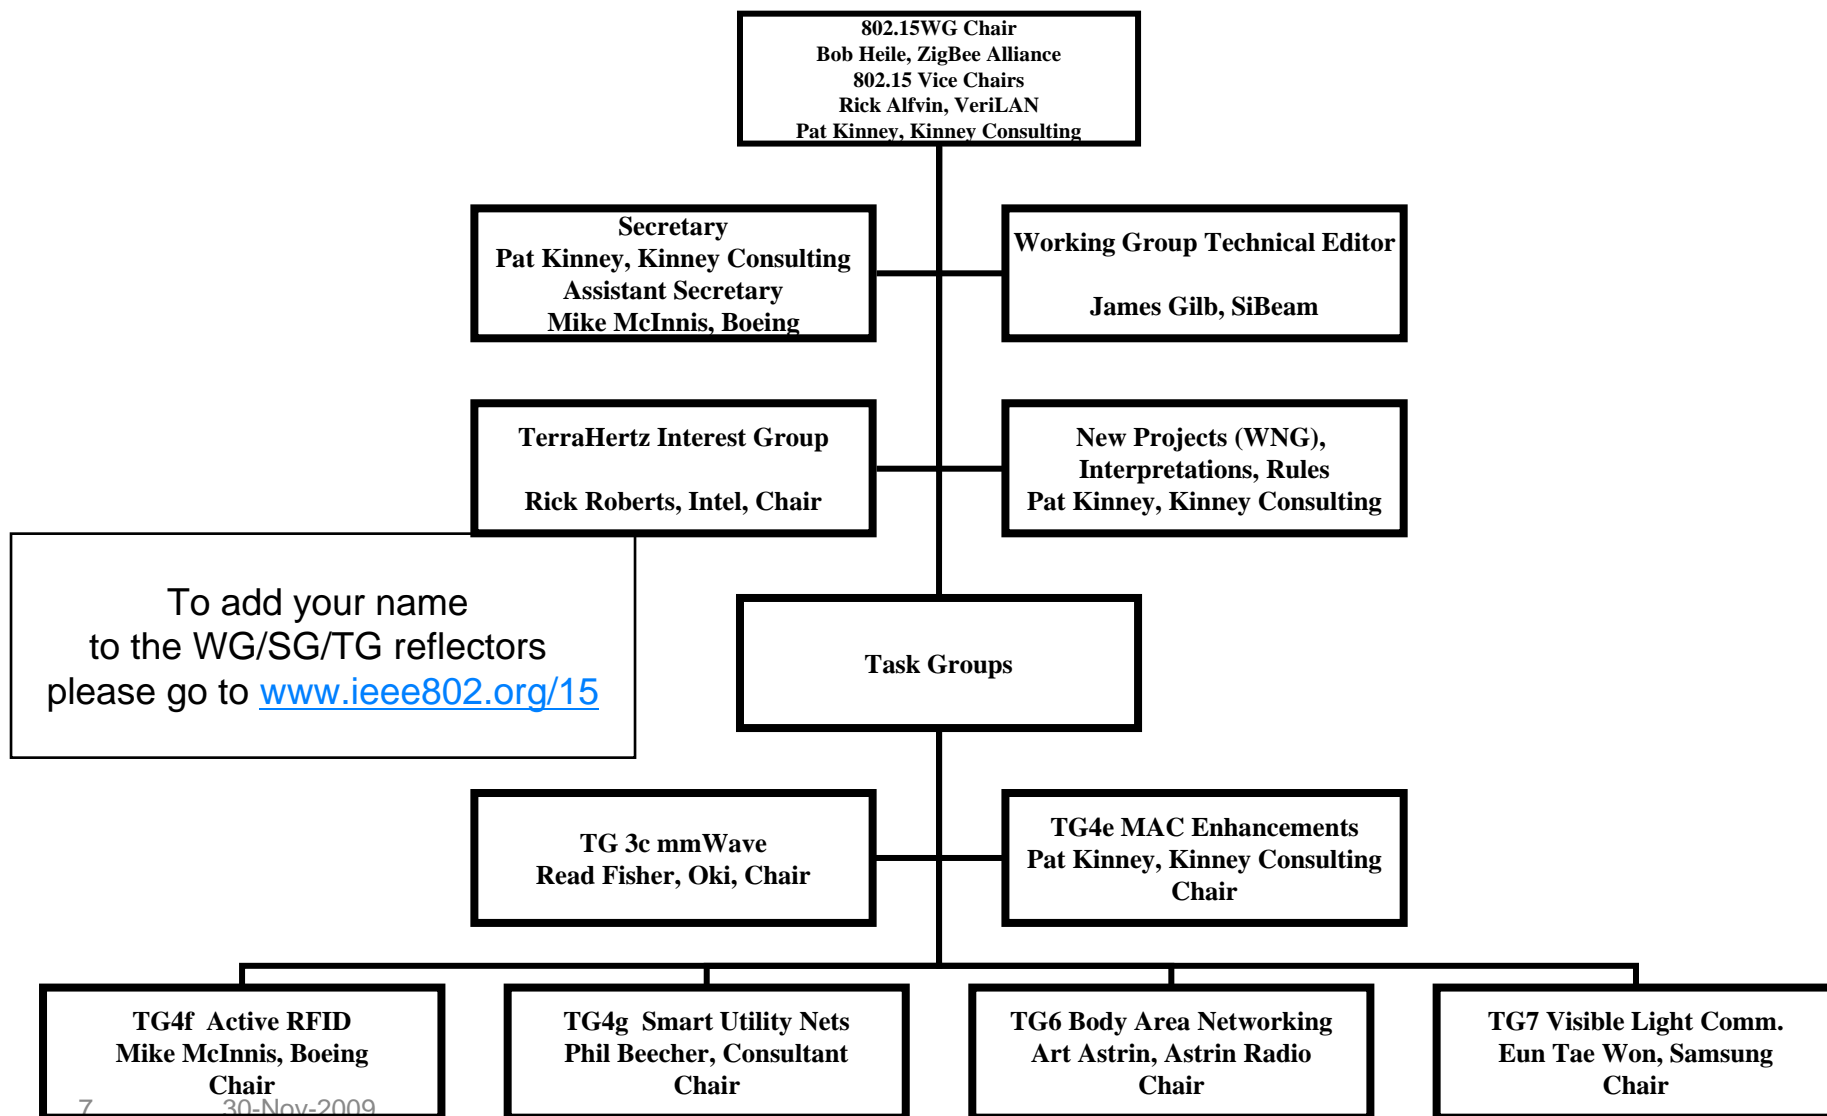 802.15WG Chair
Bob Heile, ZigBee Alliance
802.15 Vice Chairs
Rick Alfvin, VeriLAN
Pat Kinney, Kinney Consulting
Secretary
Pat Kinney, Kinney Consulting
Assistant Secretary
Mike McInnis, Boeing
Working Group Technical Editor
James Gilb, SiBeam
TerraHertz Interest Group
Rick Roberts, Intel, Chair
New Projects (WNG),
Interpretations, Rules
Pat Kinney, Kinney Consulting
To add your name
to the WG/SG/TG reflectors
please go to www.ieee802.org/15
Task Groups
TG 3c mmWave
Read Fisher, Oki, Chair
TG4e MAC Enhancements
Pat Kinney, Kinney Consulting
Chair
TG4f Active RFID
Mike McInnis, Boeing
Chair
TG4g Smart Utility Nets
Phil Beecher, Consultant
Chair
TG6 Body Area Networking
Art Astrin, Astrin Radio
Chair
TG7 Visible Light Comm.
Eun Tae Won, Samsung
Chair
7 30-Nov-2009